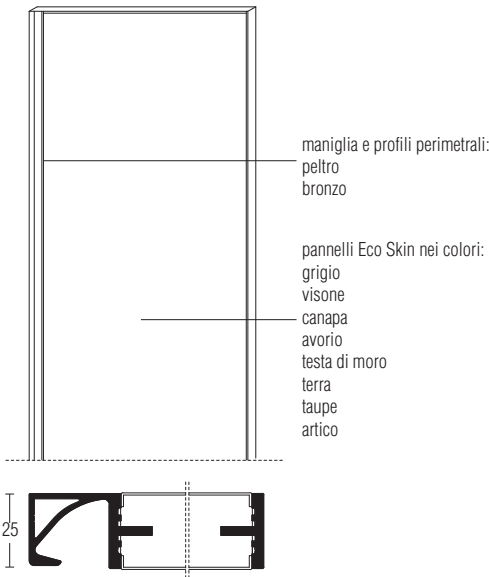 maniglia e profili perimetrali:
peltro
bronzo
pannelli Eco Skin nei colori:
grigio
visone
canapa
avorio
testa di moro
terra
taupe
artico
25